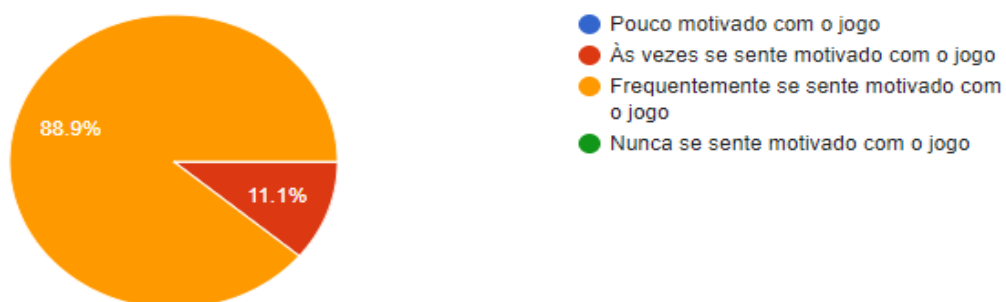 88.9%
11.1%
Pouco motivado com o jogo
Às vezes se sente motivado com o jogo
Frequentemente se sente motivado com
o jogo
Nunca se sente motivado com o jogo